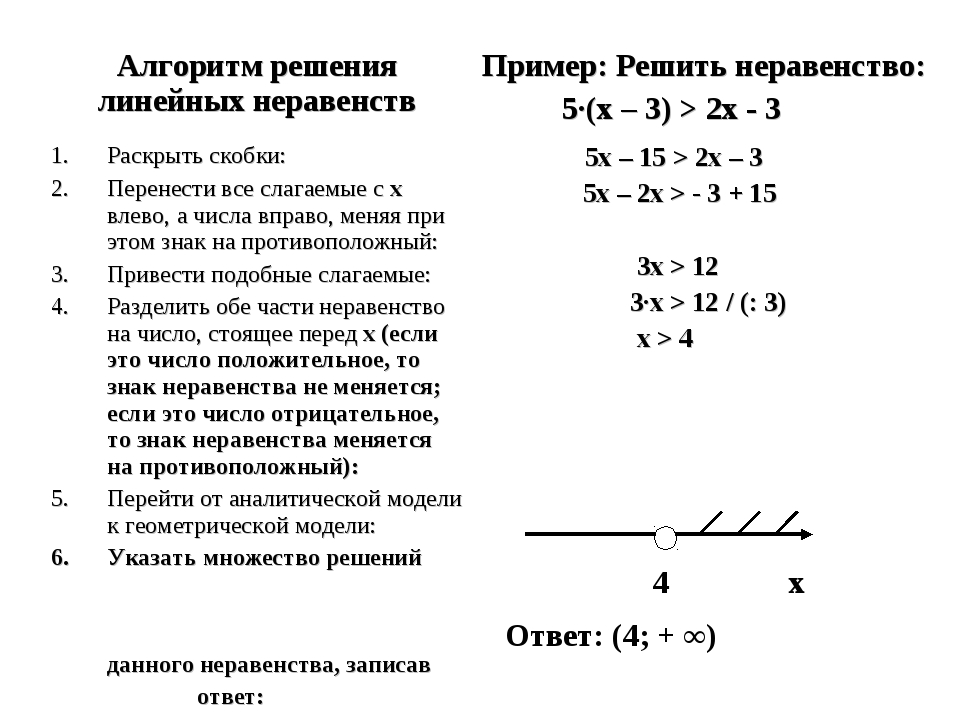 Алгоритм решения
линейных неравенств
1. Раскрыть скобки:
2. Перенести все слагаемые с х
влево, а числа вправо, меняя при
этом знак на противоположный:
3. Привести подобные слагаемые:
4. Разделить обе части неравенство
на число, стоящее перед х (если
это число положительное, то
знак неравенства не меняется;
если это число отрицательное,
то знак неравенства меняется
на противоположный):
5. Перейти от аналитической модели
к геометрической модели:
6. Указать множество решений
данного неравенства, записав
ответ:
Пример: Решить неравенство:
5·(х – 3) > 2х - 3
5х – 15 > 2х – 3
5х – 2х > - 3 + 15
3х > 12
3·х > 12 / (: 3)
х > 4
4 х
Ответ: (4; + ∞)